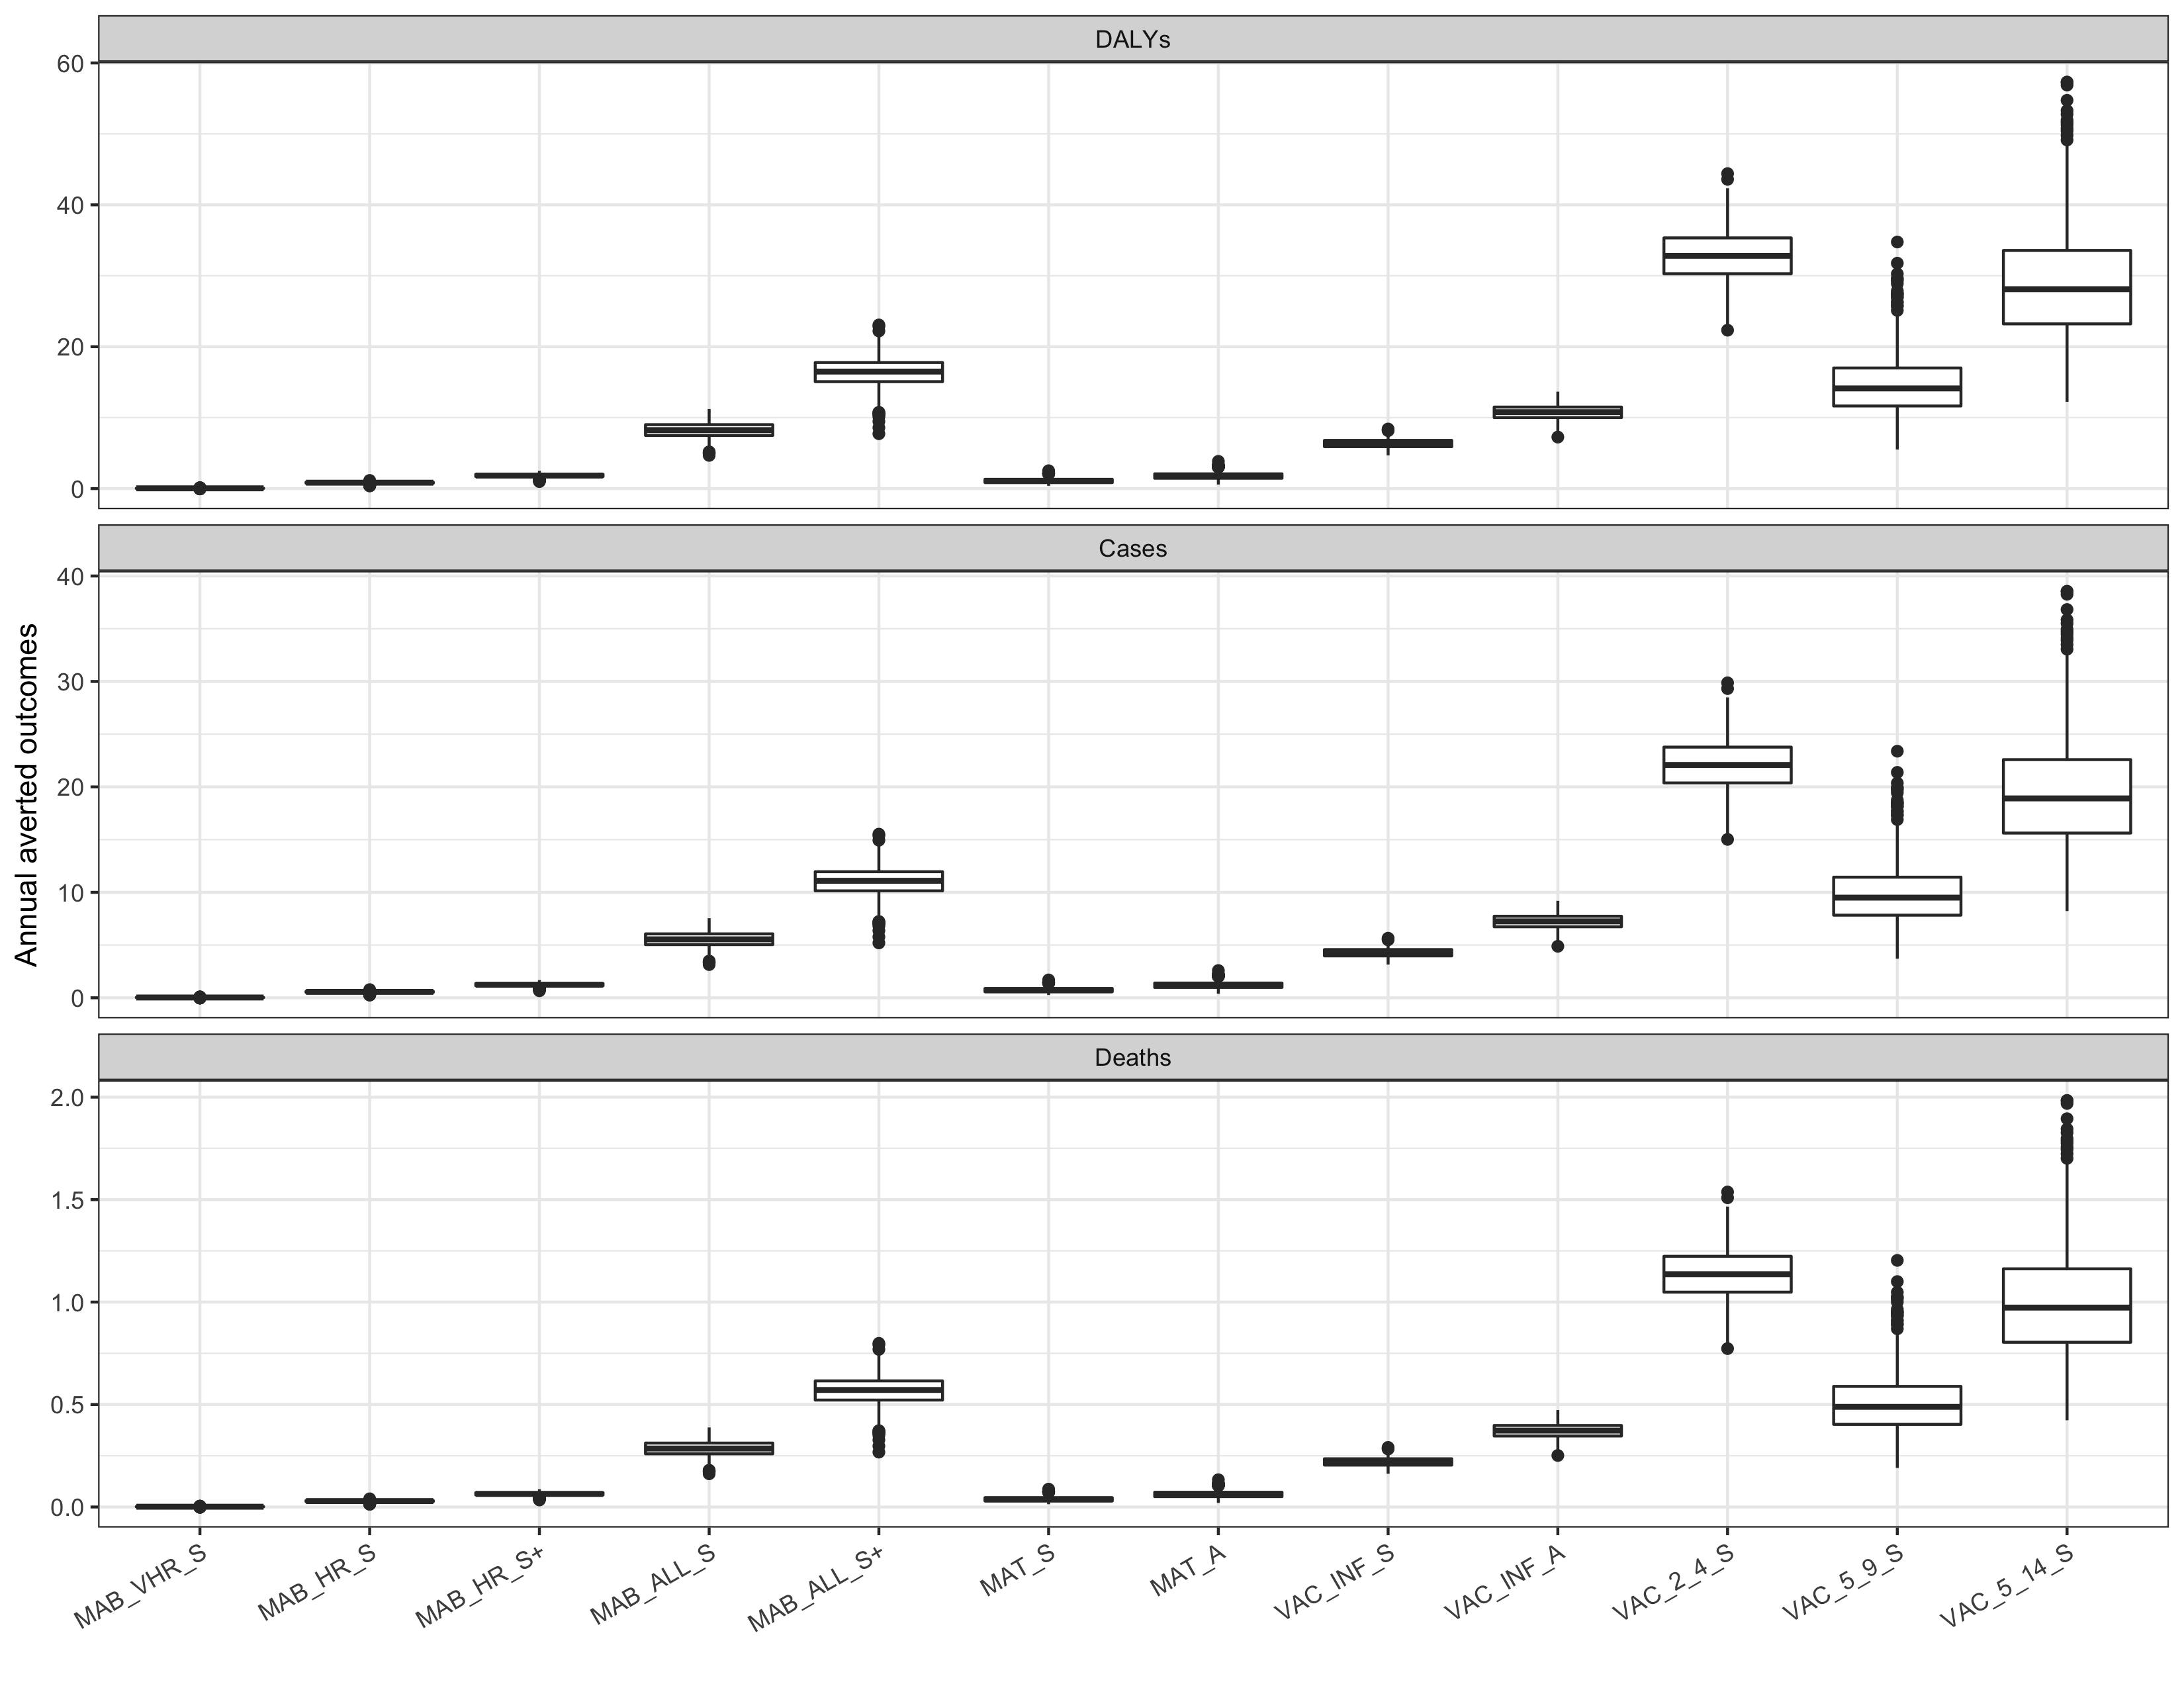 DALYs
60
40
20
0
Cases
40
30
20
10
0
Annual averted outcomes
Deaths
2.0
1.5
1.0
0.5
0.0
MAB_VHR_S
MAB_HR_S
MAB_HR_S+
MAB_ALL_S
MAB_ALL_S+
MAT_S
MAT_A
VAC_INF_S
VAC_INF_A
VAC_2_4_S
VAC_5_9_S
VAC_5_14_S